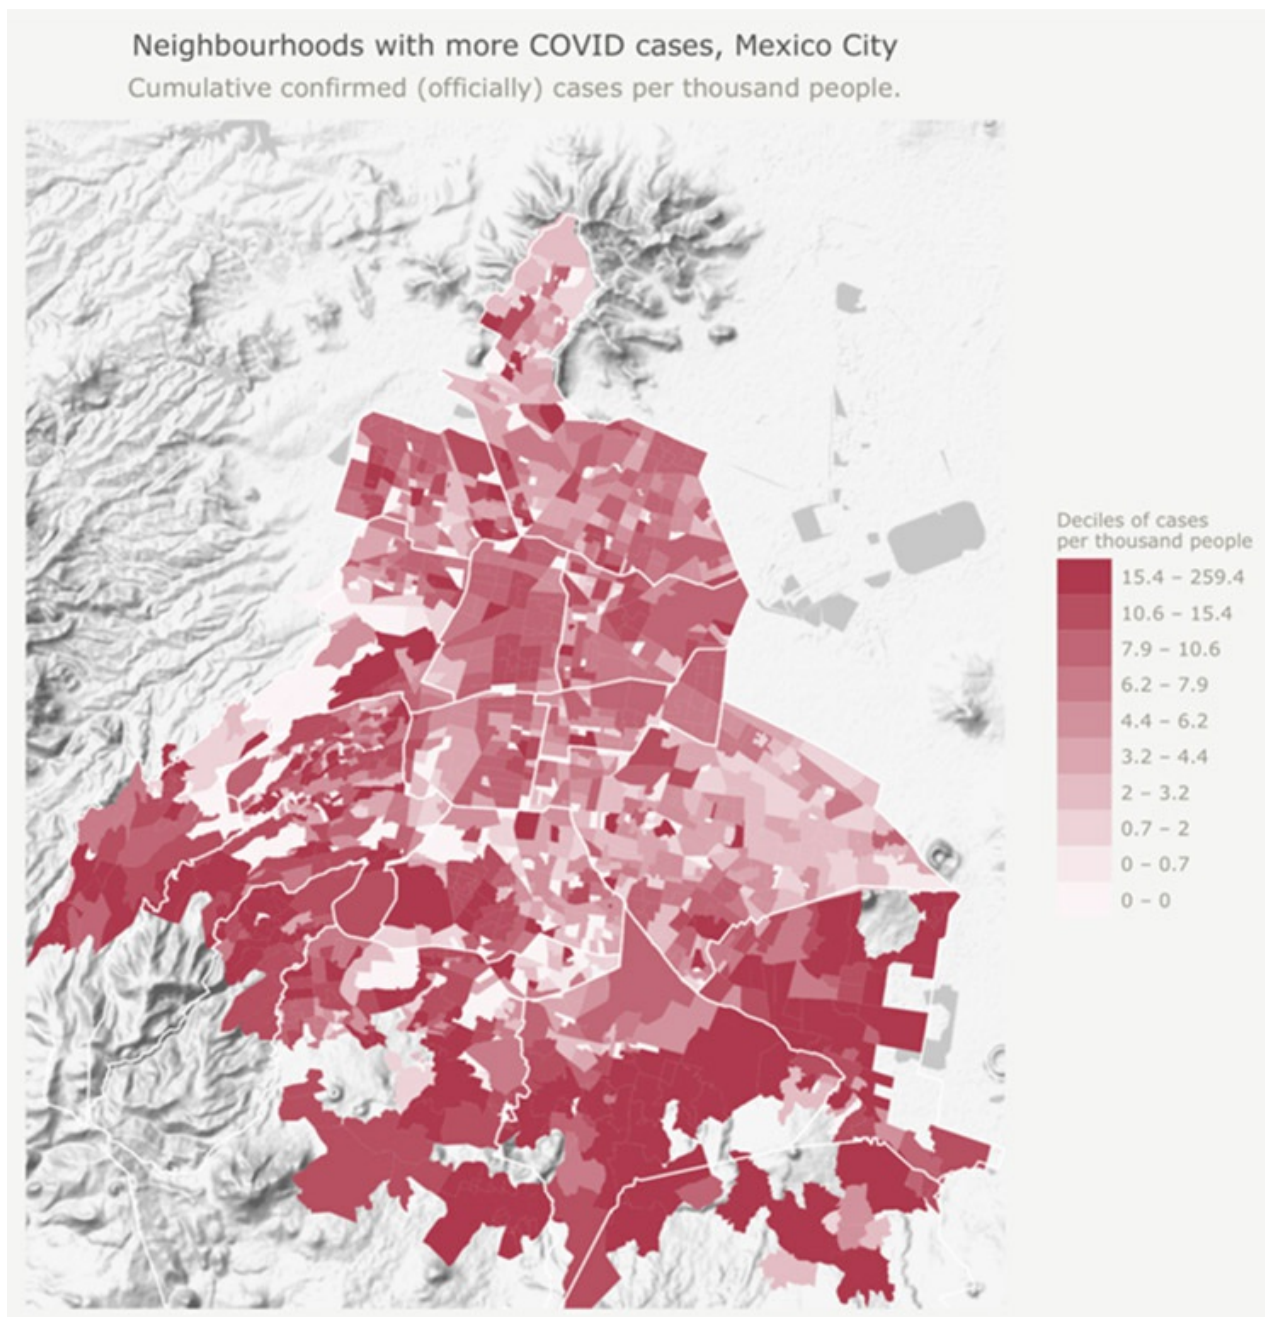 Neighbourhoods with more COVID cases, Mexico City
Cumulative confirmed (officially) cases per thousand people.
Deciles of cases
per thousand people
15.4 – 259.4
10.6 – 15.4
7.9 – 10.6
6.2 – 7.9
4.4 – 6.2
3.2 – 4.4
2 – 3.2
0.7 – 2
0 – 0.7
0 – 0